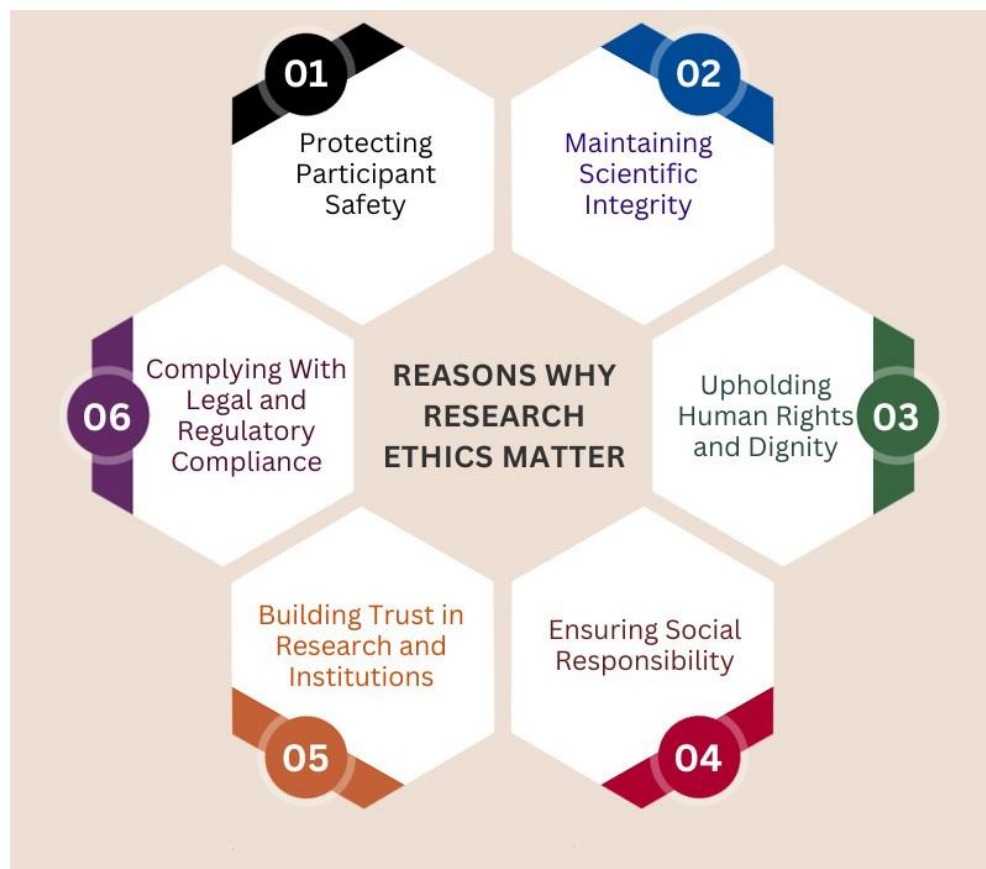 01
Protecting
Participant
Safety
02
Maintaining
Scientific
Integrity
REASONS WHY
RESEARCH
ETHICS MATTER
Upholding
Human Rights
and Dignity
03
Ensuring Social
Responsibility
04
Building Trust in
Research and
Institutions
05
Complying With
Legal and
Regulatory
Compliance
06